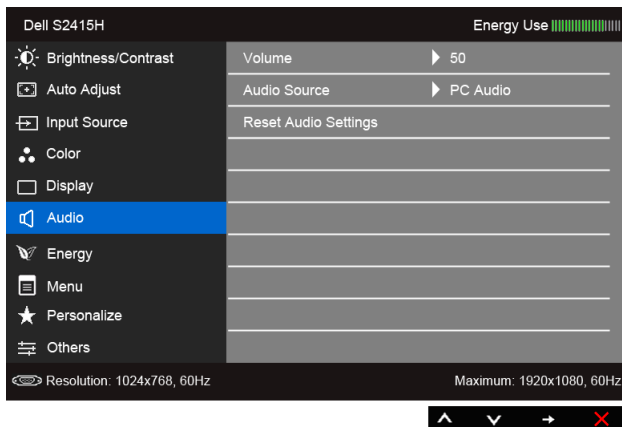 Dell S2415H Energy Use
Brightness/Contrast Volume 50
Auto Adjust Audio Source PC Audio
Input Source Reset Audio Settings
Color
Display
Audio
Energy
Menu
Personalize
Others
Resolution: 1024x768, 60Hz Maximum: 1920x1080, 60Hz